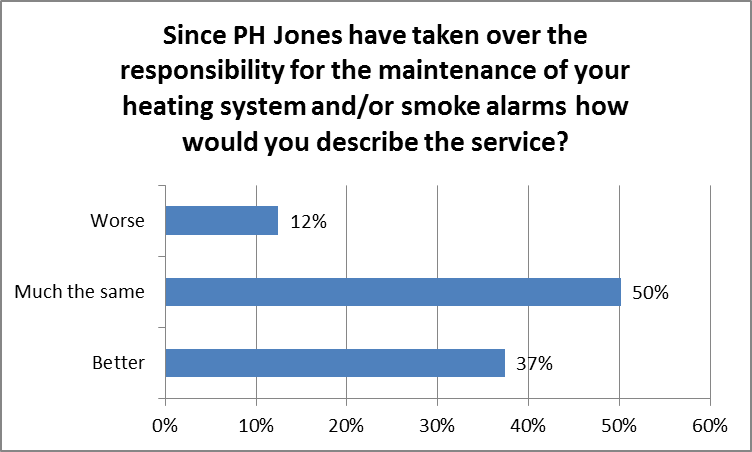 Since PH Jones have taken over the
responsibility for the maintenance of your
heating system and/or smoke alarms how
would you describe the service?
Worse 12%
Much the same 50%
Better 37%
0% 10% 20% 30% 40% 50% 60%